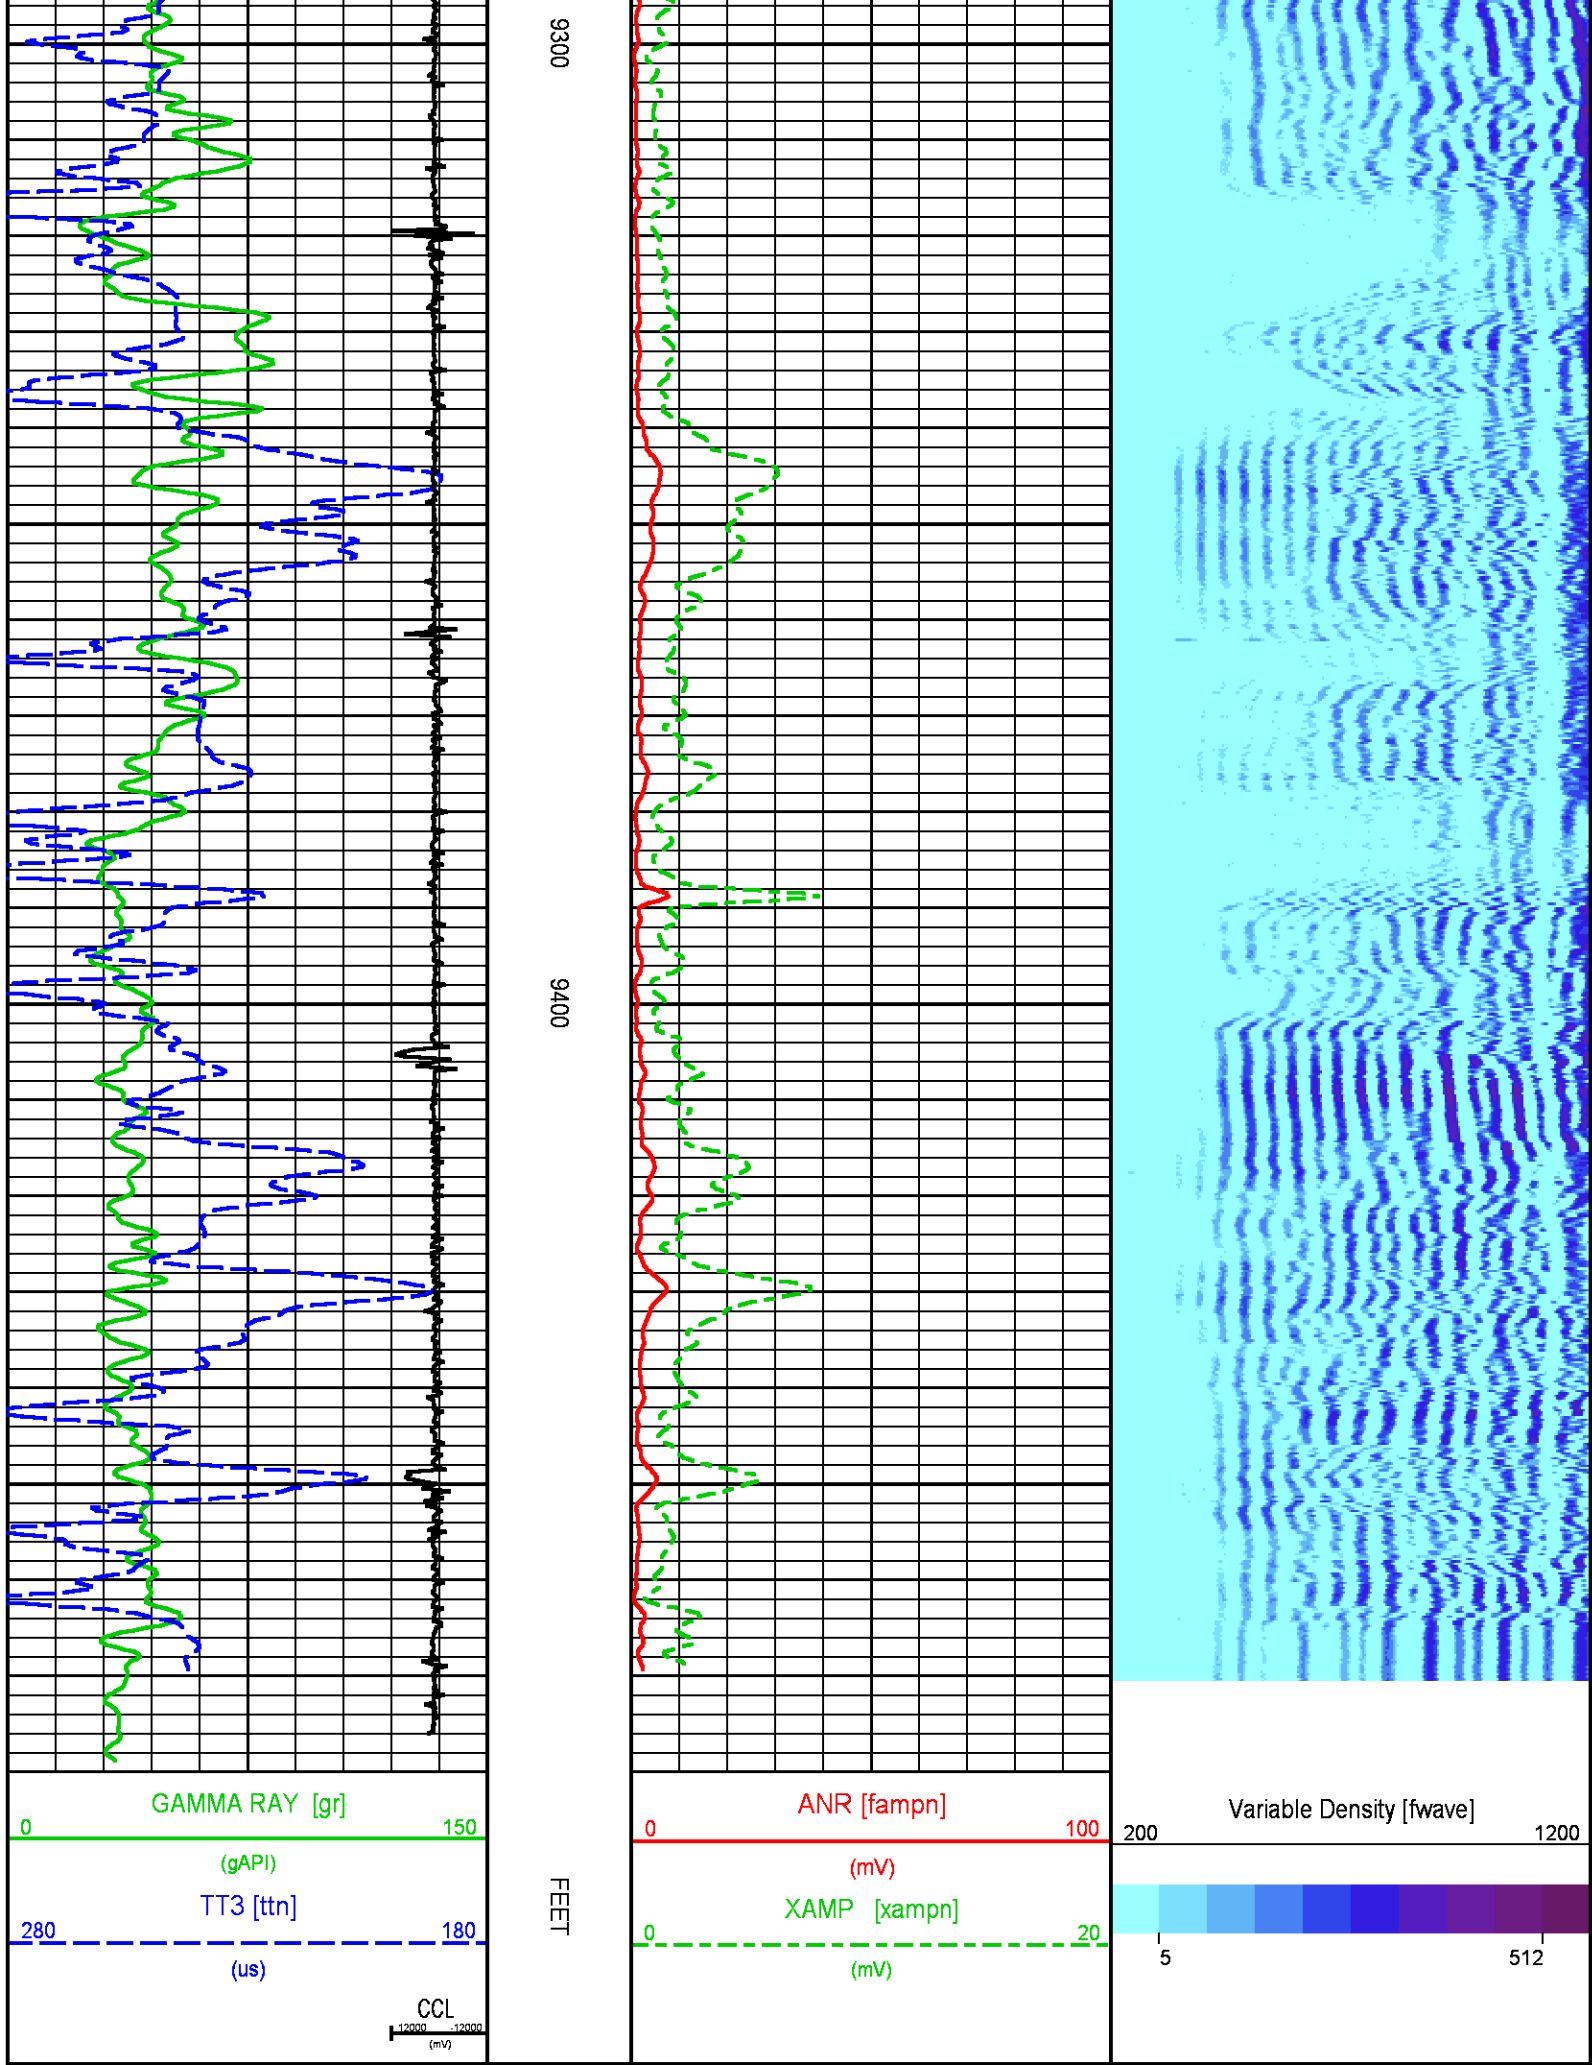 9300
9400
GAMMA RAY [gr]
0 150
(gAPI)
TT3 [ttn]
280 180
(us)
CCL
12000 -12000
(mV)
FEET
ANR [fampn]
0 100
(mV)
XAMP [xampn]
0 20
(mV)
Variable Density [fwave]
200 1200
5 512